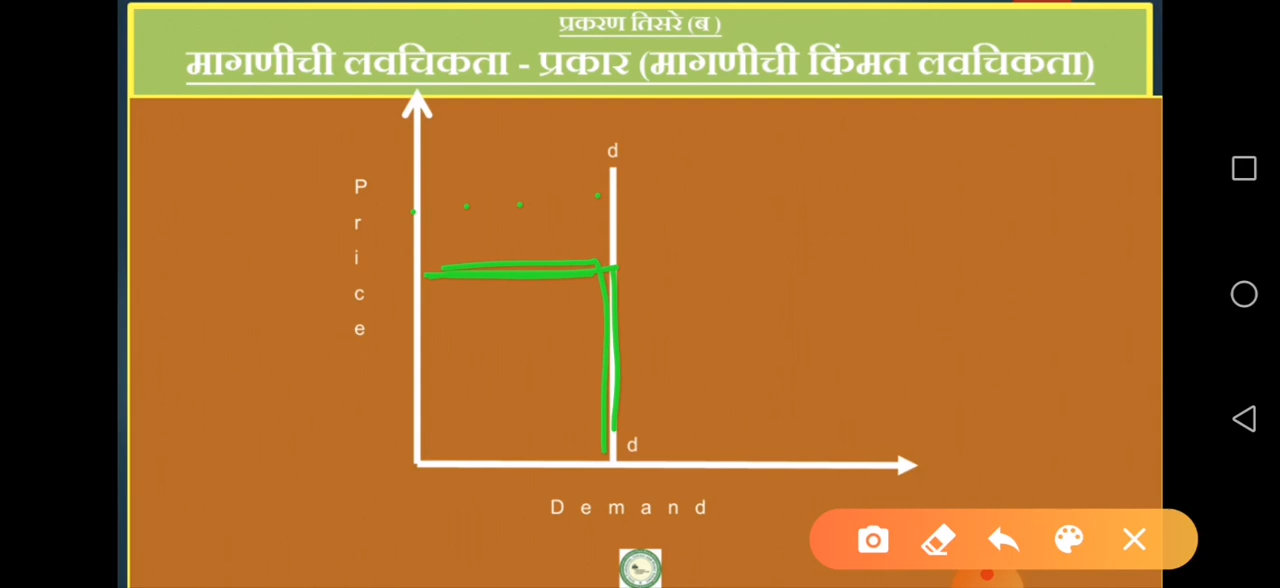 प्रकरण तिसरे (ब )
मागणीची लवचिकता - प्रकार (मागणीची किंमत लवचिकता)
d
P
r
i
c
e
d
D e m a n d